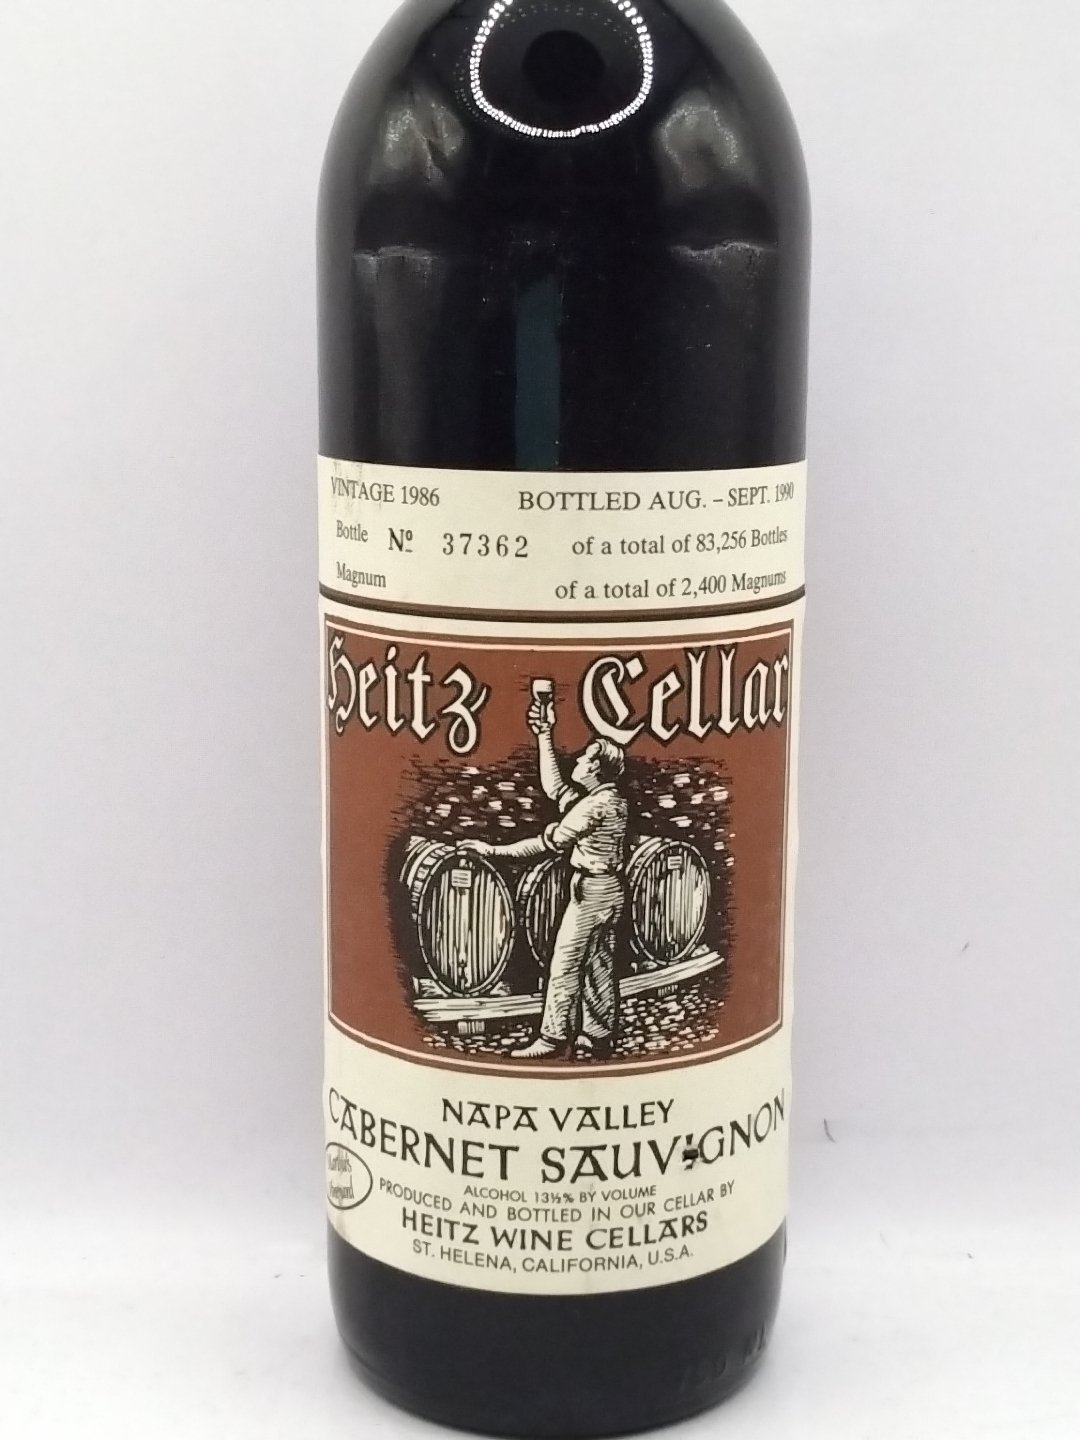 VINTAGE 1986 BOTTLED AUG. – SEPT. 1990
Bottle Nº 37362 of a total of 83,256 Bottles
Magnum of a total of 2,400 Magnums
Heitz Cellar
NAPA VALLEY
CABERNET SAUVIGNON
Martha's
Vineyard
ALCOHOL 13½% BY VOLUME
PRODUCED AND BOTTLED IN OUR CELLAR BY
HEITZ WINE CELLARS
ST. HELENA, CALIFORNIA, U.S.A.